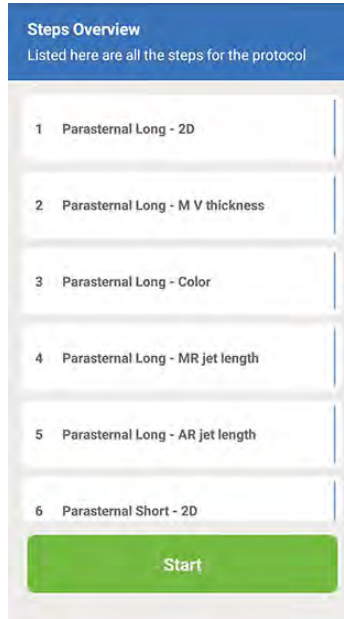 Steps Overview
Listed here are all the steps for the protocol
1 Parasternal Long - 2D
2 Parasternal Long - M V thickness
3 Parasternal Long - Color
4 Parasternal Long - MR jet length
5 Parasternal Long - AR jet length
6 Parasternal Short - 2D
Start